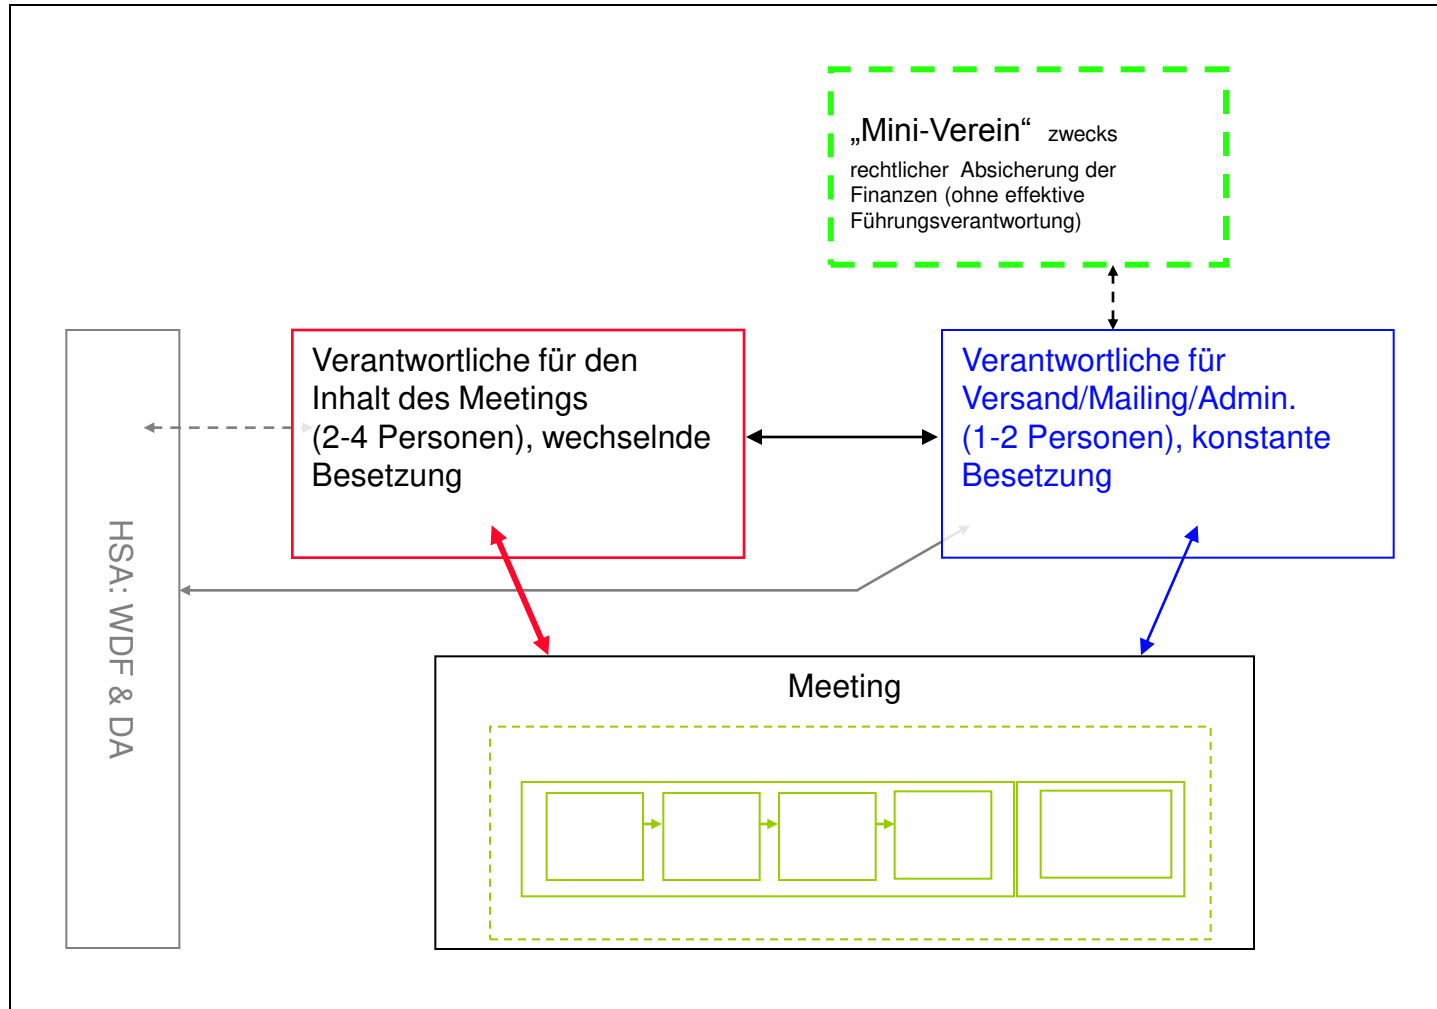 „Mini-Verein“ zwecks
rechtlicher Absicherung der
Finanzen (ohne effektive
Führungsverantwortung)
Verantwortliche für den
Inhalt des Meetings
(2-4 Personen), wechselnde
Besetzung
Verantwortliche für
Versand/Mailing/Admin.
(1-2 Personen), konstante
Besetzung
HSA: WDF & DA
Meeting